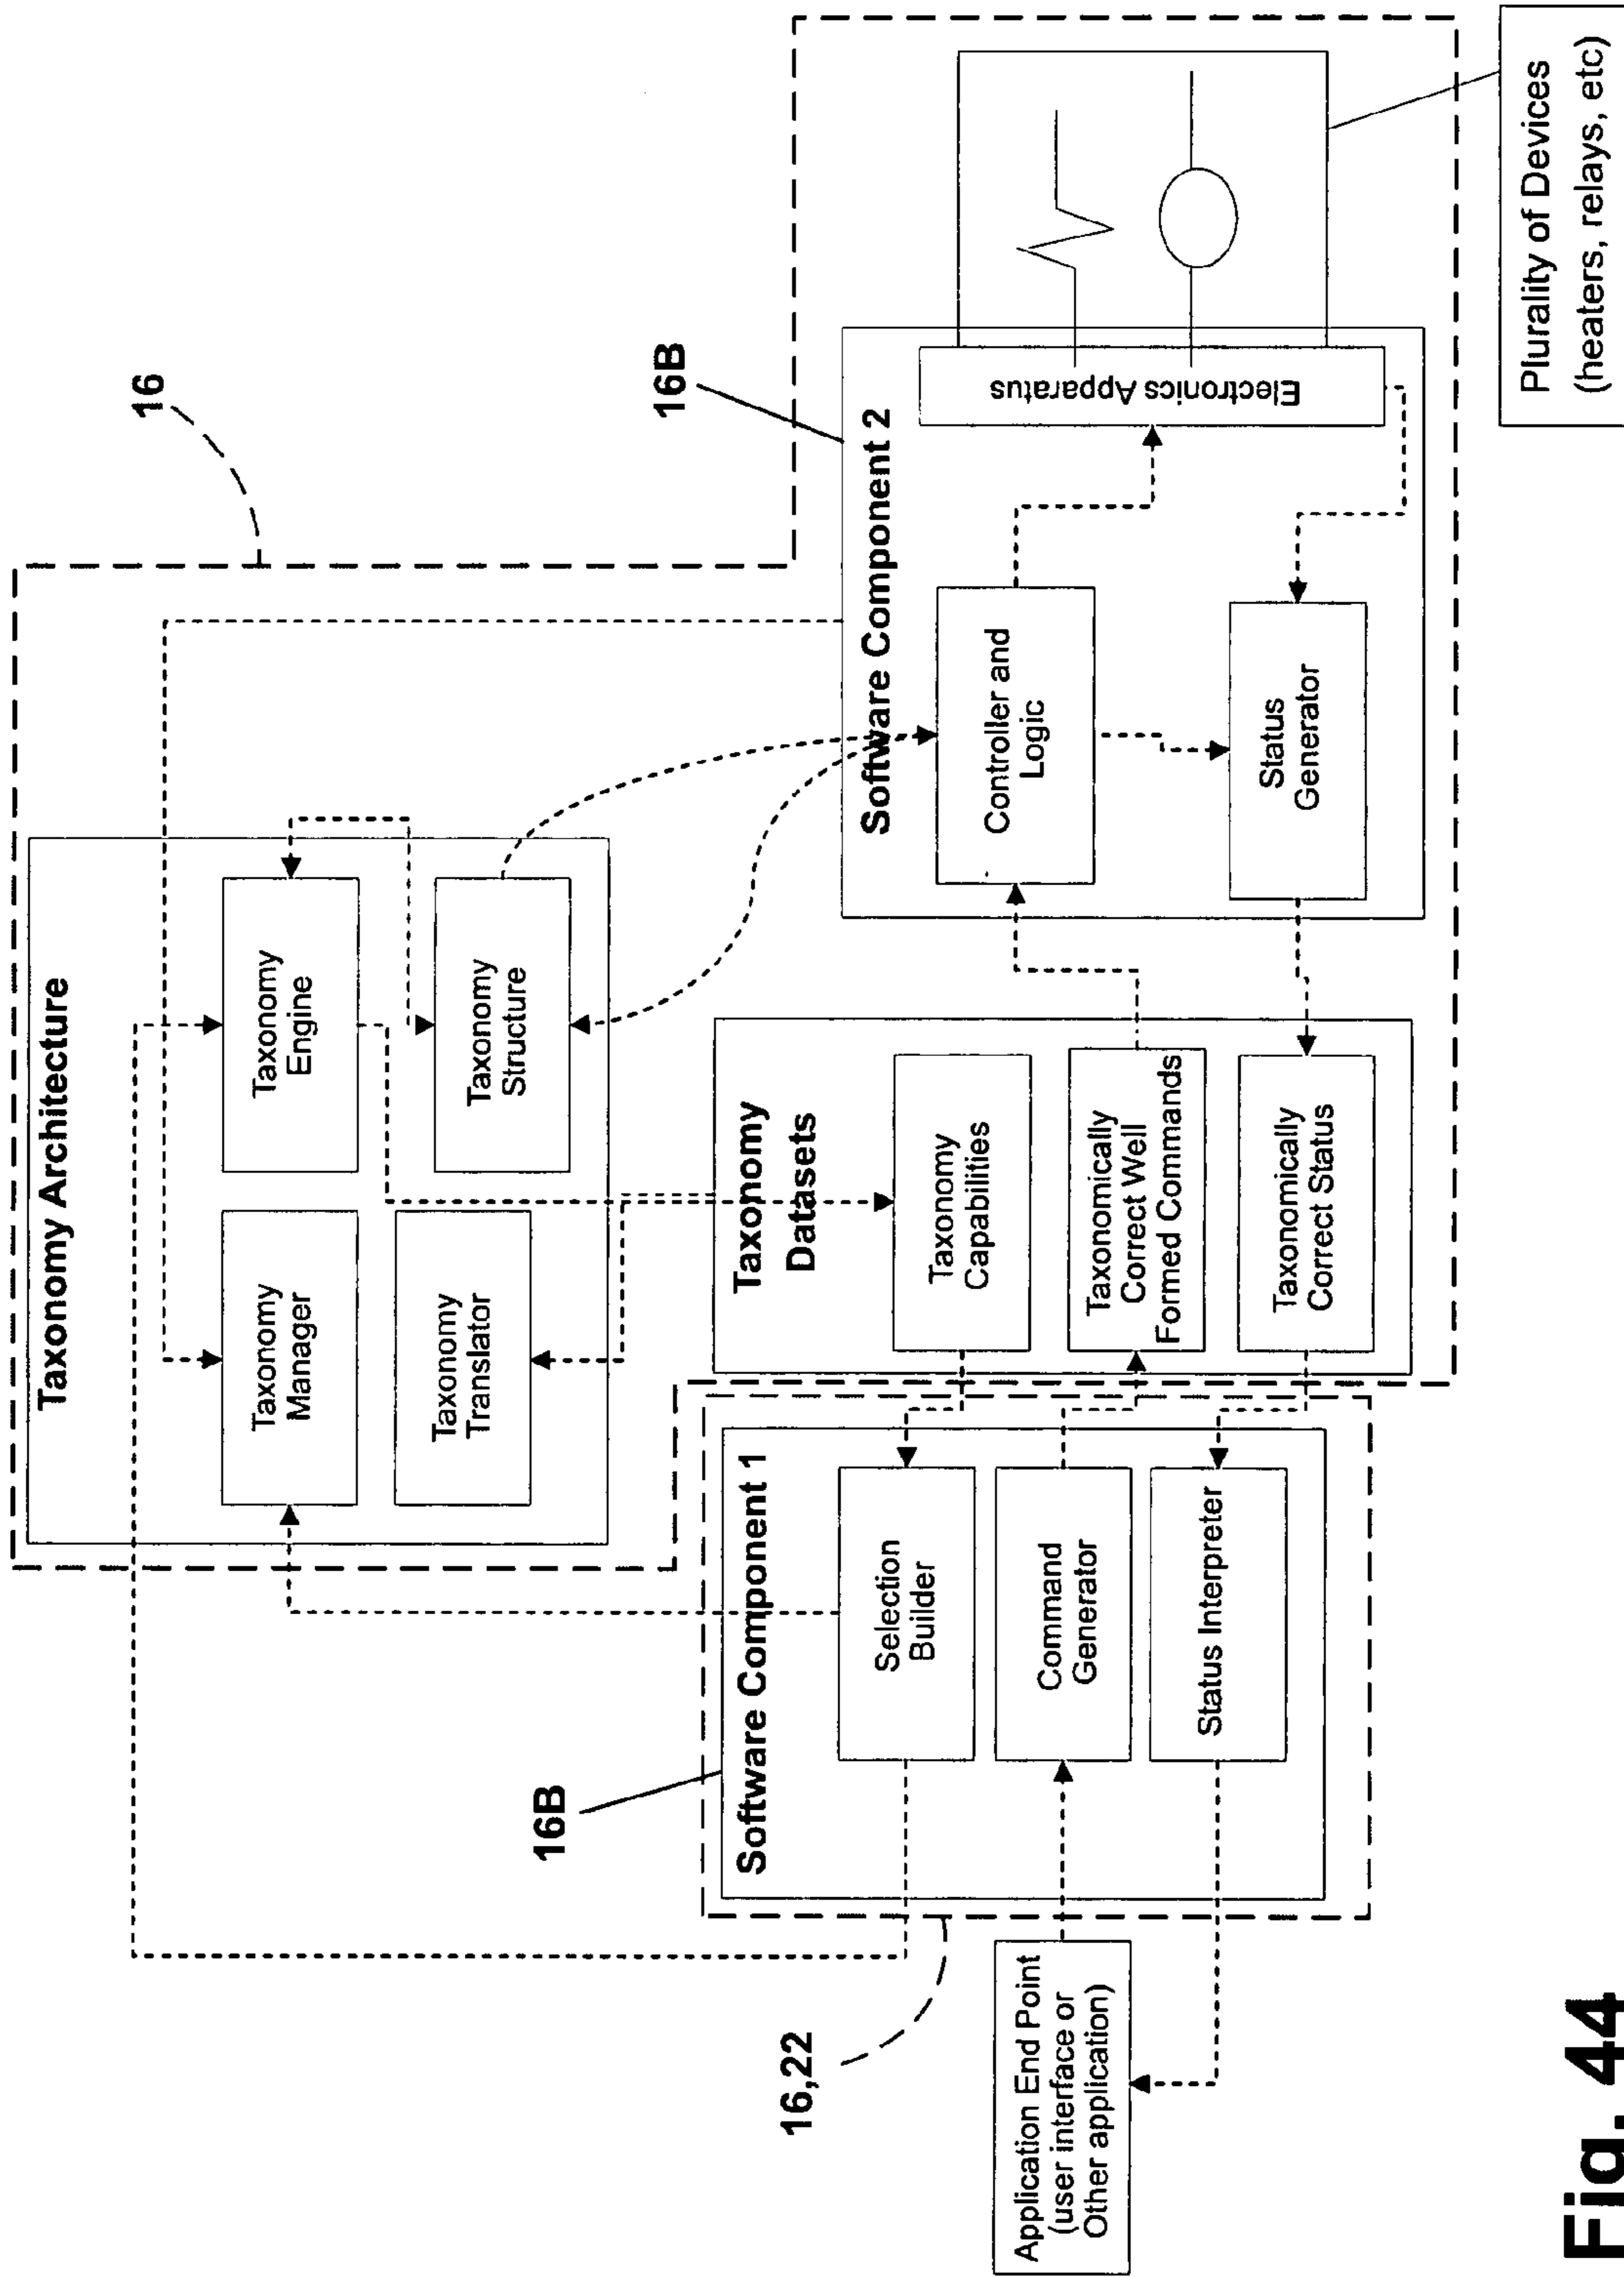 Taxonomy Architecture
Taxonomy
Manager
Taxonomy
Engine
Taxonomy
Translator
Taxonomy
Structure
16
16B
16,22
16B
Software Component 1
Selection
Builder
Command
Generator
Status Interpreter
Taxonomy
Datasets
Taxonomy
Capabilities
Taxonomically
Correct Well
Formed Commands
Taxonomically
Correct Status
Software Component 2
Controller and
Logic
Status
Generator
Electronics Apparatus
Application End Point
(user interface or
Other application)
Plurality of Devices
(heaters, relays, etc)
Fig. 44